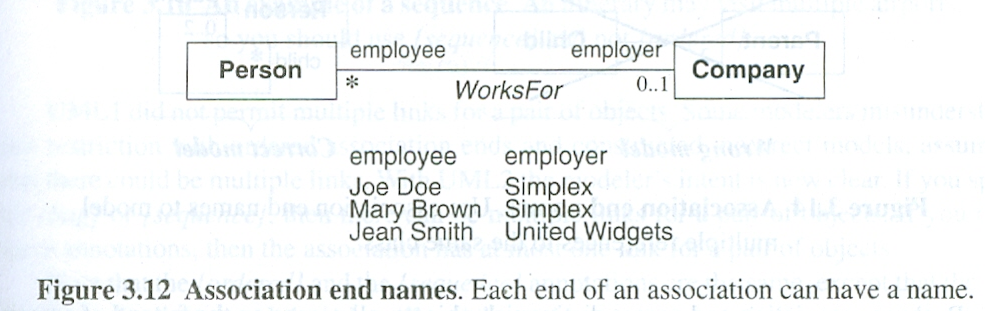 employee employer
Person Company
* WorksFor 0..1
employee employer
Joe Doe Simplex
Mary Brown Simplex
Jean Smith United Widgets
Figure 3.12 Association end names. Each end of an association can have a name.